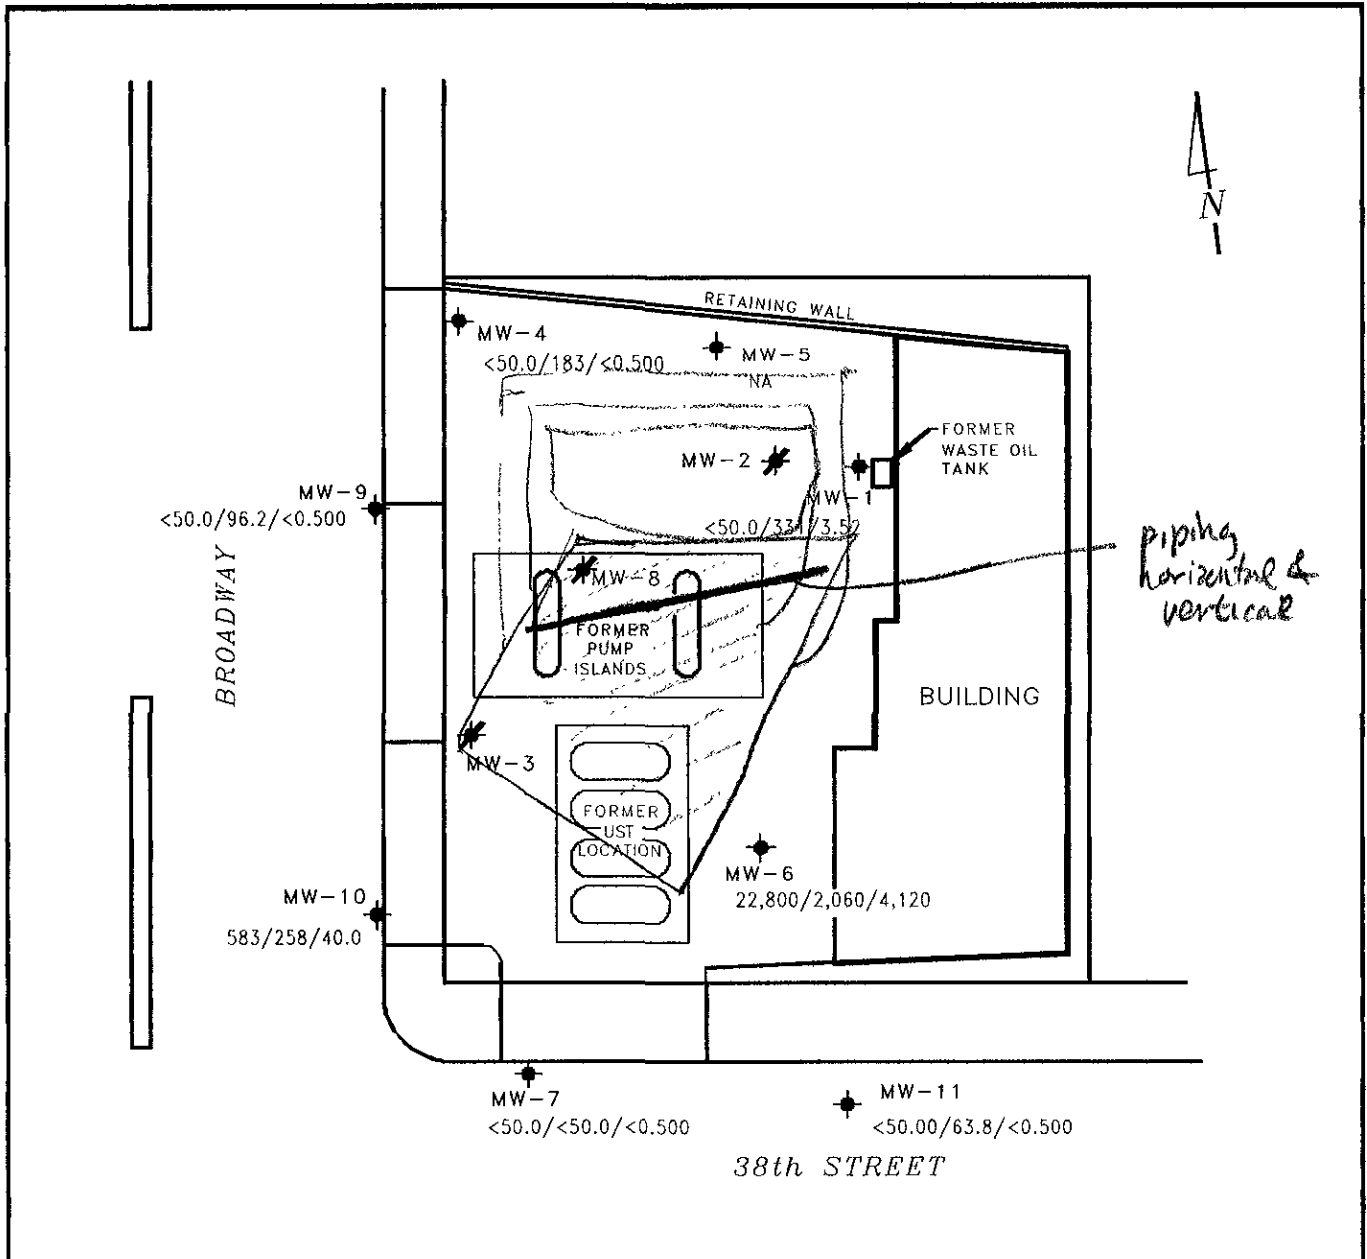 N
RETAINING WALL
MW-4
<50.0/183/<0.500
MW-5
NA
FORMER
WASTE OIL
TANK
MW-2
MW-1
<50.0/331/3.52
MW-9
<50.0/96.2/<0.500
piping
horizontal &
vertical
MW-8
FORMER
PUMP
ISLANDS
BROADWAY
BUILDING
MW-3
FORMER
UST
LOCATION
MW-6
22,800/2,060/4,120
MW-10
583/258/40.0
MW-7
<50.0/<50.0/<0.500
MW-11
<50.00/63.8/<0.500
38th STREET